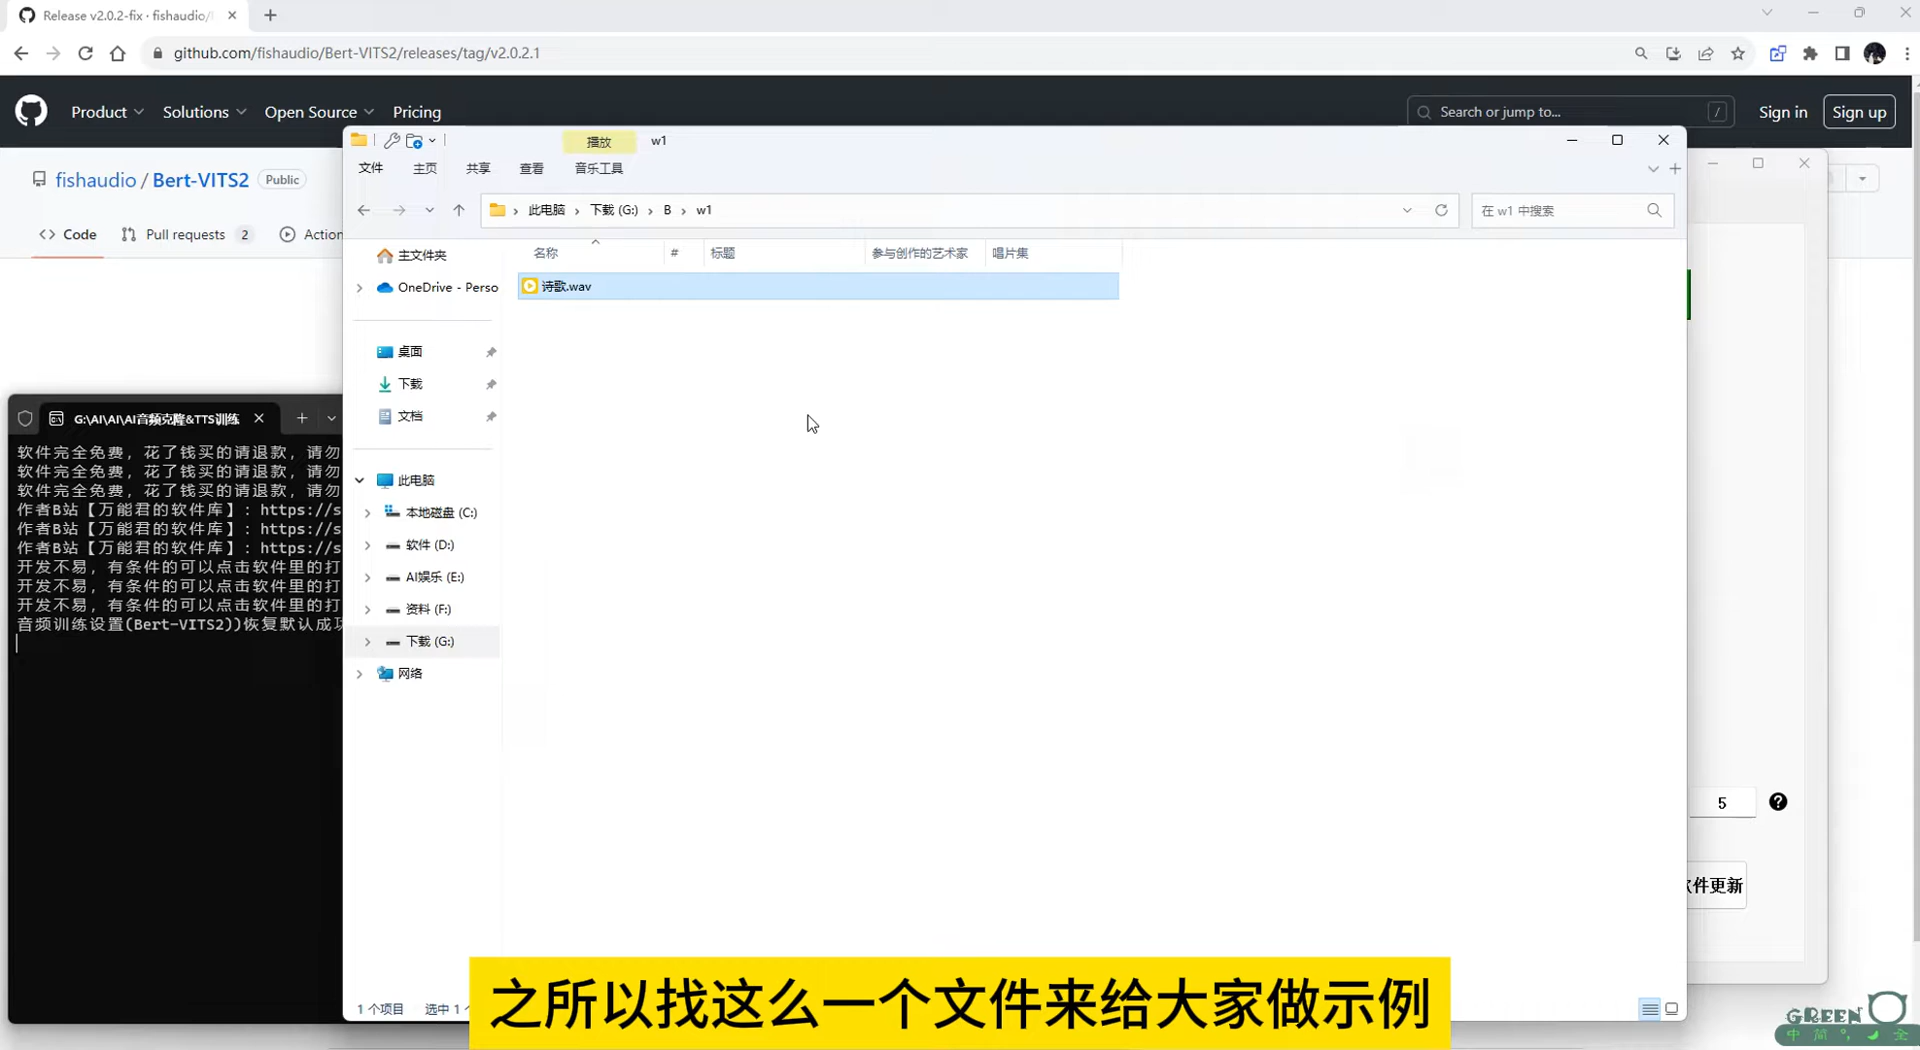 Release v2.0.2-fix · fishaudio/
github.com/fishaudio/Bert-VITS2/releases/tag/v2.0.2.1
Product
Solutions
Open Source
Pricing
Search or jump to...
/
Sign in
Sign up
fishaudio / Bert-VITS2
Public
Code
Pull requests 2
Action
播放
w1
文件
主页
共享
查看
音乐工具
此电脑 › 下载 (G:) › B › w1
在 w1 中搜索
主文件夹
OneDrive - Perso
桌面
下载
文档
此电脑
本地磁盘 (C:)
软件 (D:)
AI娱乐 (E:)
资料 (F:)
下载 (G:)
网络
名称
#
标题
参与创作的艺术家
唱片集
诗歌.wav
1 个项目
选中 1
G:\AI\AI\AI音频克隆&TTS训练
软件完全免费，花了钱买的请退款，请勿
软件完全免费，花了钱买的请退款，请勿
软件完全免费，花了钱买的请退款，请勿
作者B站【万能君的软件库】：https://s
作者B站【万能君的软件库】：https://s
作者B站【万能君的软件库】：https://s
开发不易，有条件的可以点击软件里的打
开发不易，有条件的可以点击软件里的打
开发不易，有条件的可以点击软件里的打
音频训练设置(Bert-VITS2))恢复默认成功
5
件更新
之所以找这么一个文件来给大家做示例
GREEN
中 简 °, 全